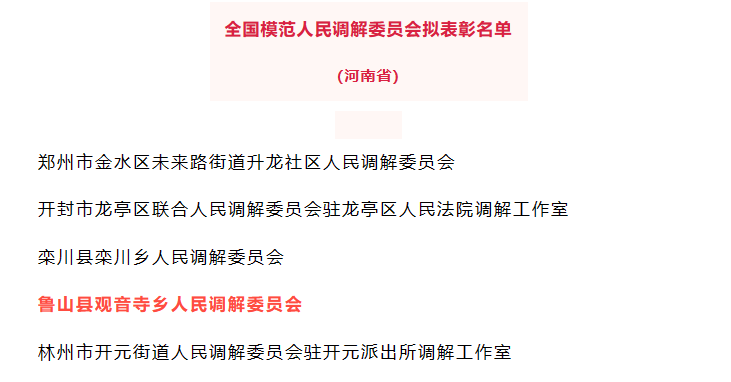 全国模范人民调解委员会拟表彰名单
(河南省)
郑州市金水区未来路街道升龙社区人民调解委员会
开封市龙亭区联合人民调解委员会驻龙亭区人民法院调解工作室
栾川县栾川乡人民调解委员会
鲁山县观音寺乡人民调解委员会
林州市开元街道人民调解委员会驻开元派出所调解工作室